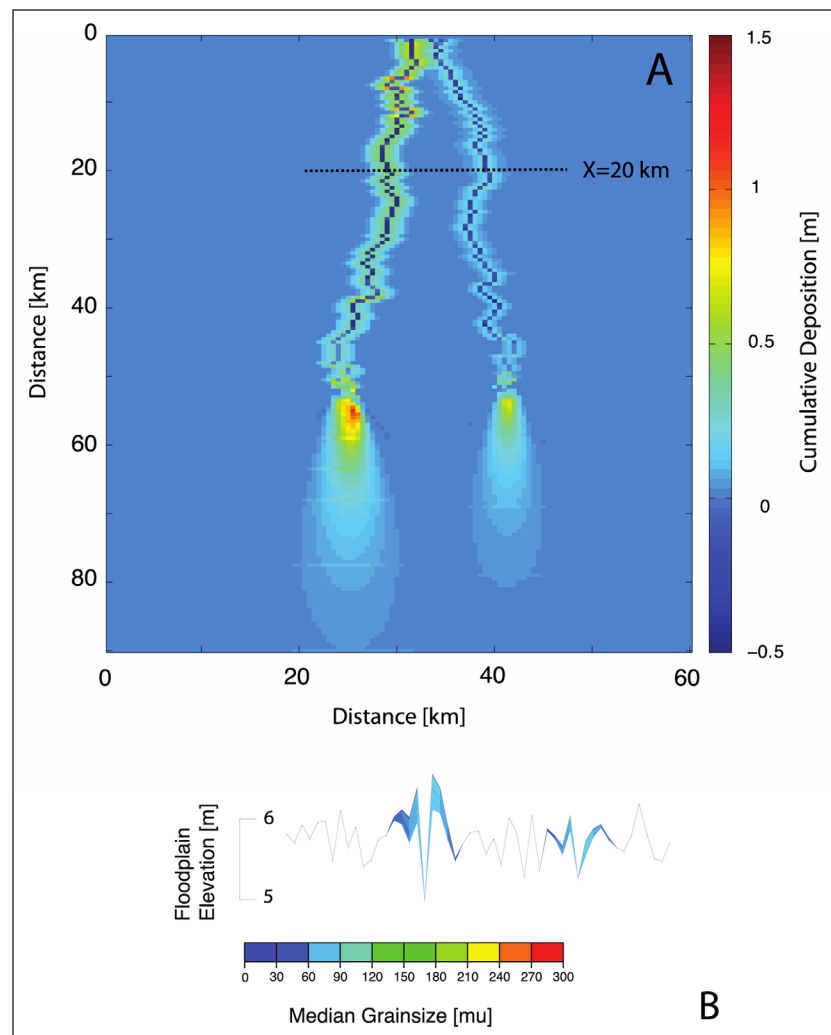 A
0
20
40
60
80
Distance [km]
X=20 km
0
20
40
60
Distance [km]
1.5
1
0.5
0
−0.5
Cumulative Deposition [m]
Floodplain
Elevation [m]
6
5
0 30 60 90 120 150 180 210 240 270 300
Median Grainsize [mu]
B